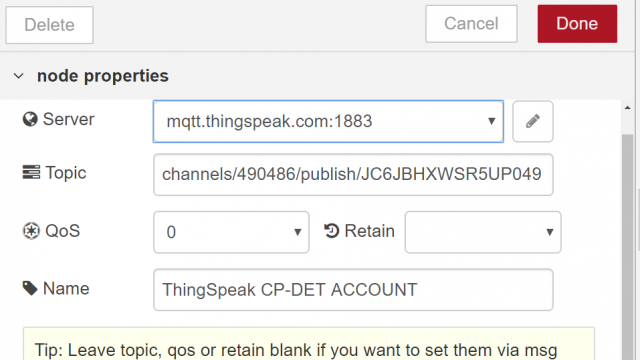 Delete Cancel Done
node properties
Server mqtt.thingspeak.com:1883
Topic channels/490486/publish/JC6JBHXWSR5UP049
QoS 0 Retain
Name ThingSpeak CP-DET ACCOUNT
Tip: Leave topic, qos or retain blank if you want to set them via msg